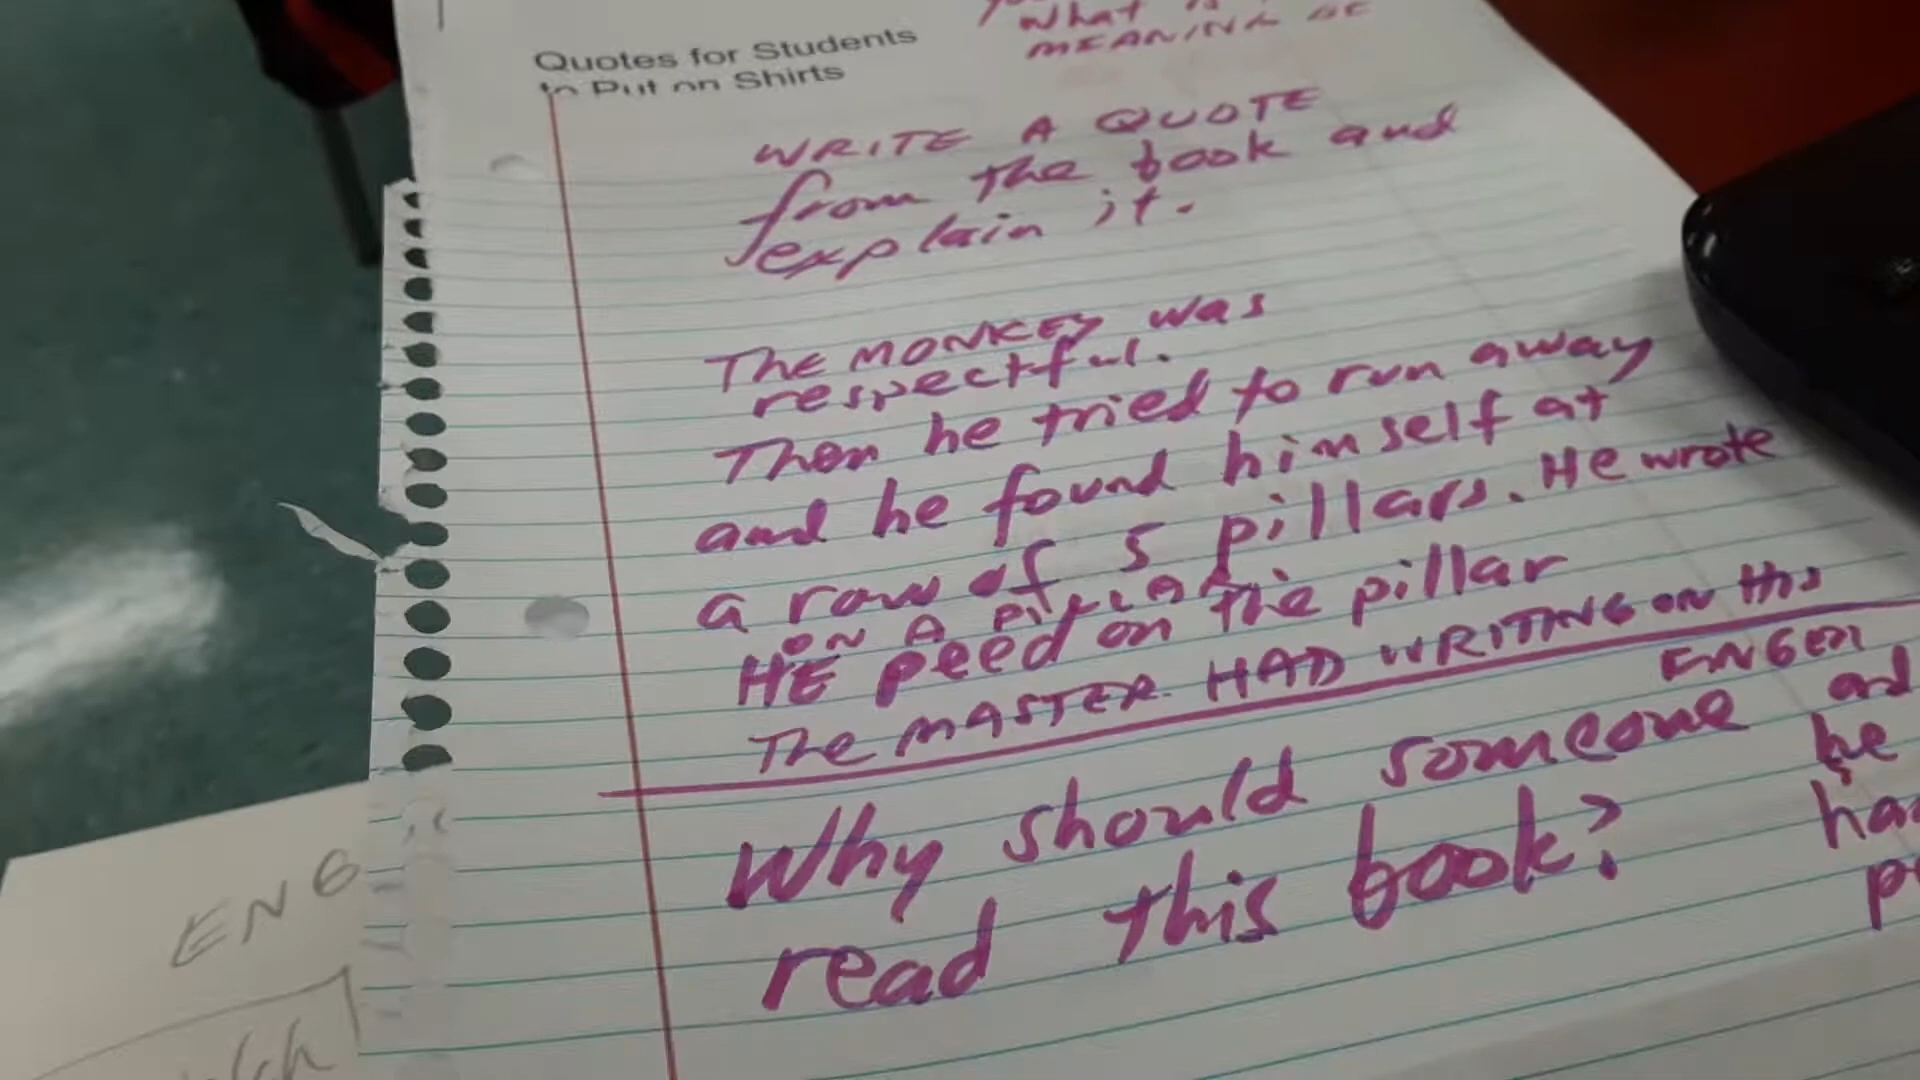 What
MEANING OF
Quotes for Students
to Put on Shirts
WRITE A QUOTE
from the book and
explain it.
The MONKEY was
respectful.
Then he tried to run away
and he found himself at
a row of 5 pillars. He wrote
ON A PILLAR
HE peed on the pillar
The MASTER HAD WRITING ON this
FINGER
Why should someone and
he
read this book?
ENG